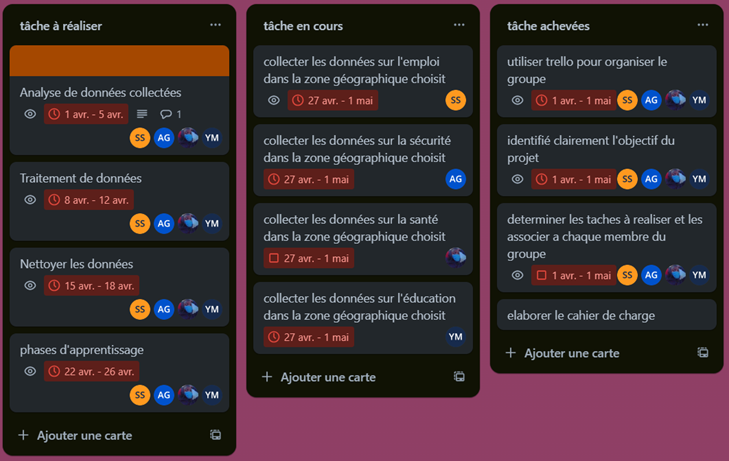 tâche à réaliser
Analyse de données collectées
1 avr. - 5 avr.
1
SS AG YM
Traitement de données
8 avr. - 12 avr.
SS AG YM
Nettoyer les données
15 avr. - 18 avr.
SS AG YM
phases d'apprentissage
22 avr. - 26 avr.
SS AG YM
Ajouter une carte
tâche en cours
collecter les données sur l'emploi
dans la zone géographique choisit
27 avr. - 1 mai
SS
collecter les données sur la sécurité
dans la zone géographique choisit
27 avr. - 1 mai
AG
collecter les données sur la santé
dans la zone géographique choisit
27 avr. - 1 mai
collecter les données sur l'éducation
dans la zone géographique choisit
27 avr. - 1 mai
YM
Ajouter une carte
tâche achevées
utiliser trello pour organiser le
groupe
1 avr. - 1 mai SS AG YM
identifié clairement l'objectif du
projet
1 avr. - 1 mai SS AG YM
determiner les taches à realiser et les
associer a chaque membre du
groupe
1 avr. - 1 mai SS AG YM
elaborer le cahier de charge
Ajouter une carte